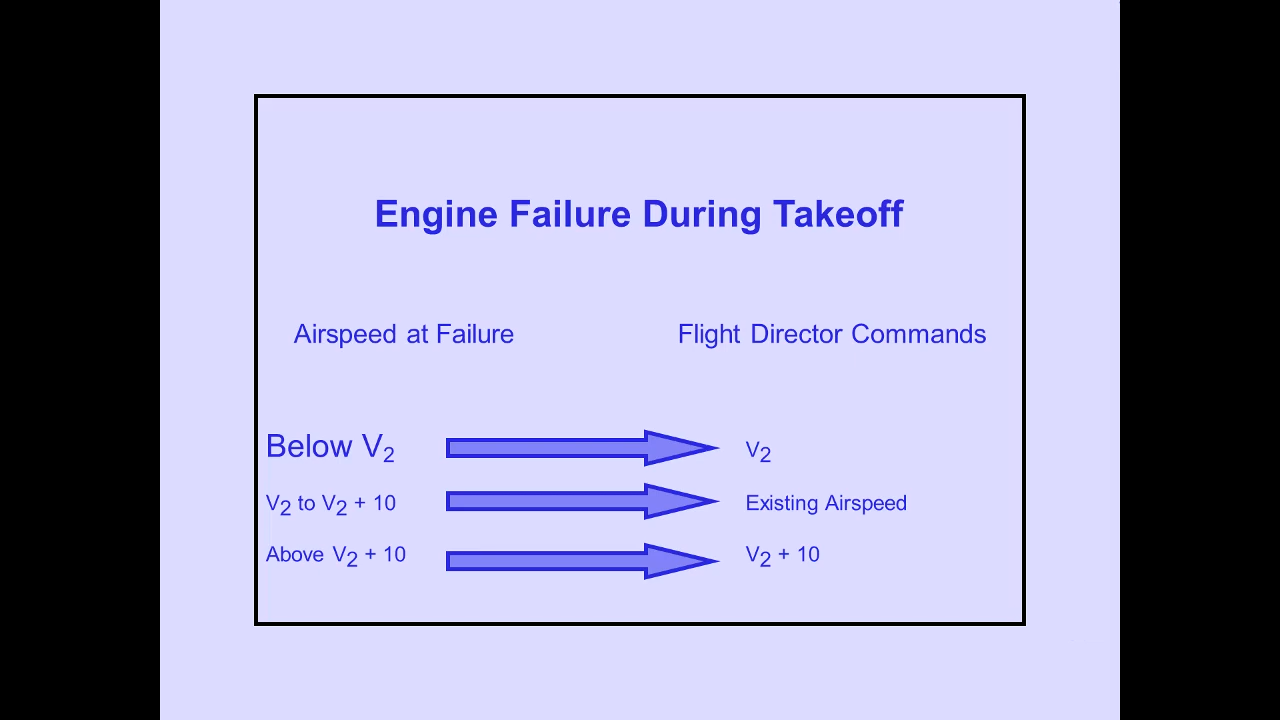 Engine Failure During Takeoff
Airspeed at Failure Flight Director Commands
Below V2 V2
V2 to V2 + 10 Existing Airspeed
Above V2 + 10 V2 + 10